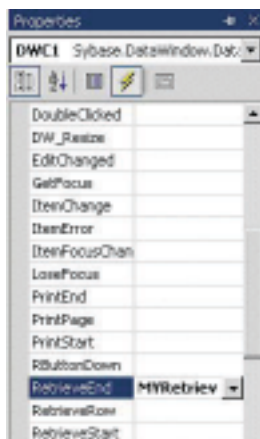 Properties
DWC1 Sybase.DataWindow.Dat
DoubleClicked
DW_Resize
EditChanged
GetFocus
ItemChange
ItemError
ItemFocusChan
LoseFocus
PrintEnd
PrintPage
PrintStart
RButtonDown
RetrieveEnd MYRetriev
RetrieveRow
RetrieveStart